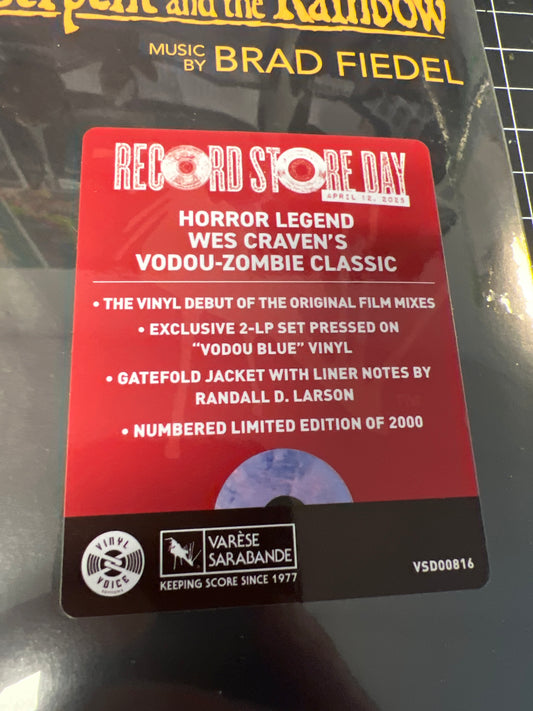 Serpent and the Rainbow
MUSIC
BY BRAD FIEDEL
RECORD STORE DAY
APRIL 12, 2025
HORROR LEGEND
WES CRAVEN'S
VODOU-ZOMBIE CLASSIC
• THE VINYL DEBUT OF THE ORIGINAL FILM MIXES
• EXCLUSIVE 2-LP SET PRESSED ON
"VODOU BLUE" VINYL
• GATEFOLD JACKET WITH LINER NOTES BY
RANDALL D. LARSON
• NUMBERED LIMITED EDITION OF 2000
VINYL
VOICE
VARÈSE
SARABANDE
KEEPING SCORE SINCE 1977
VSD00816